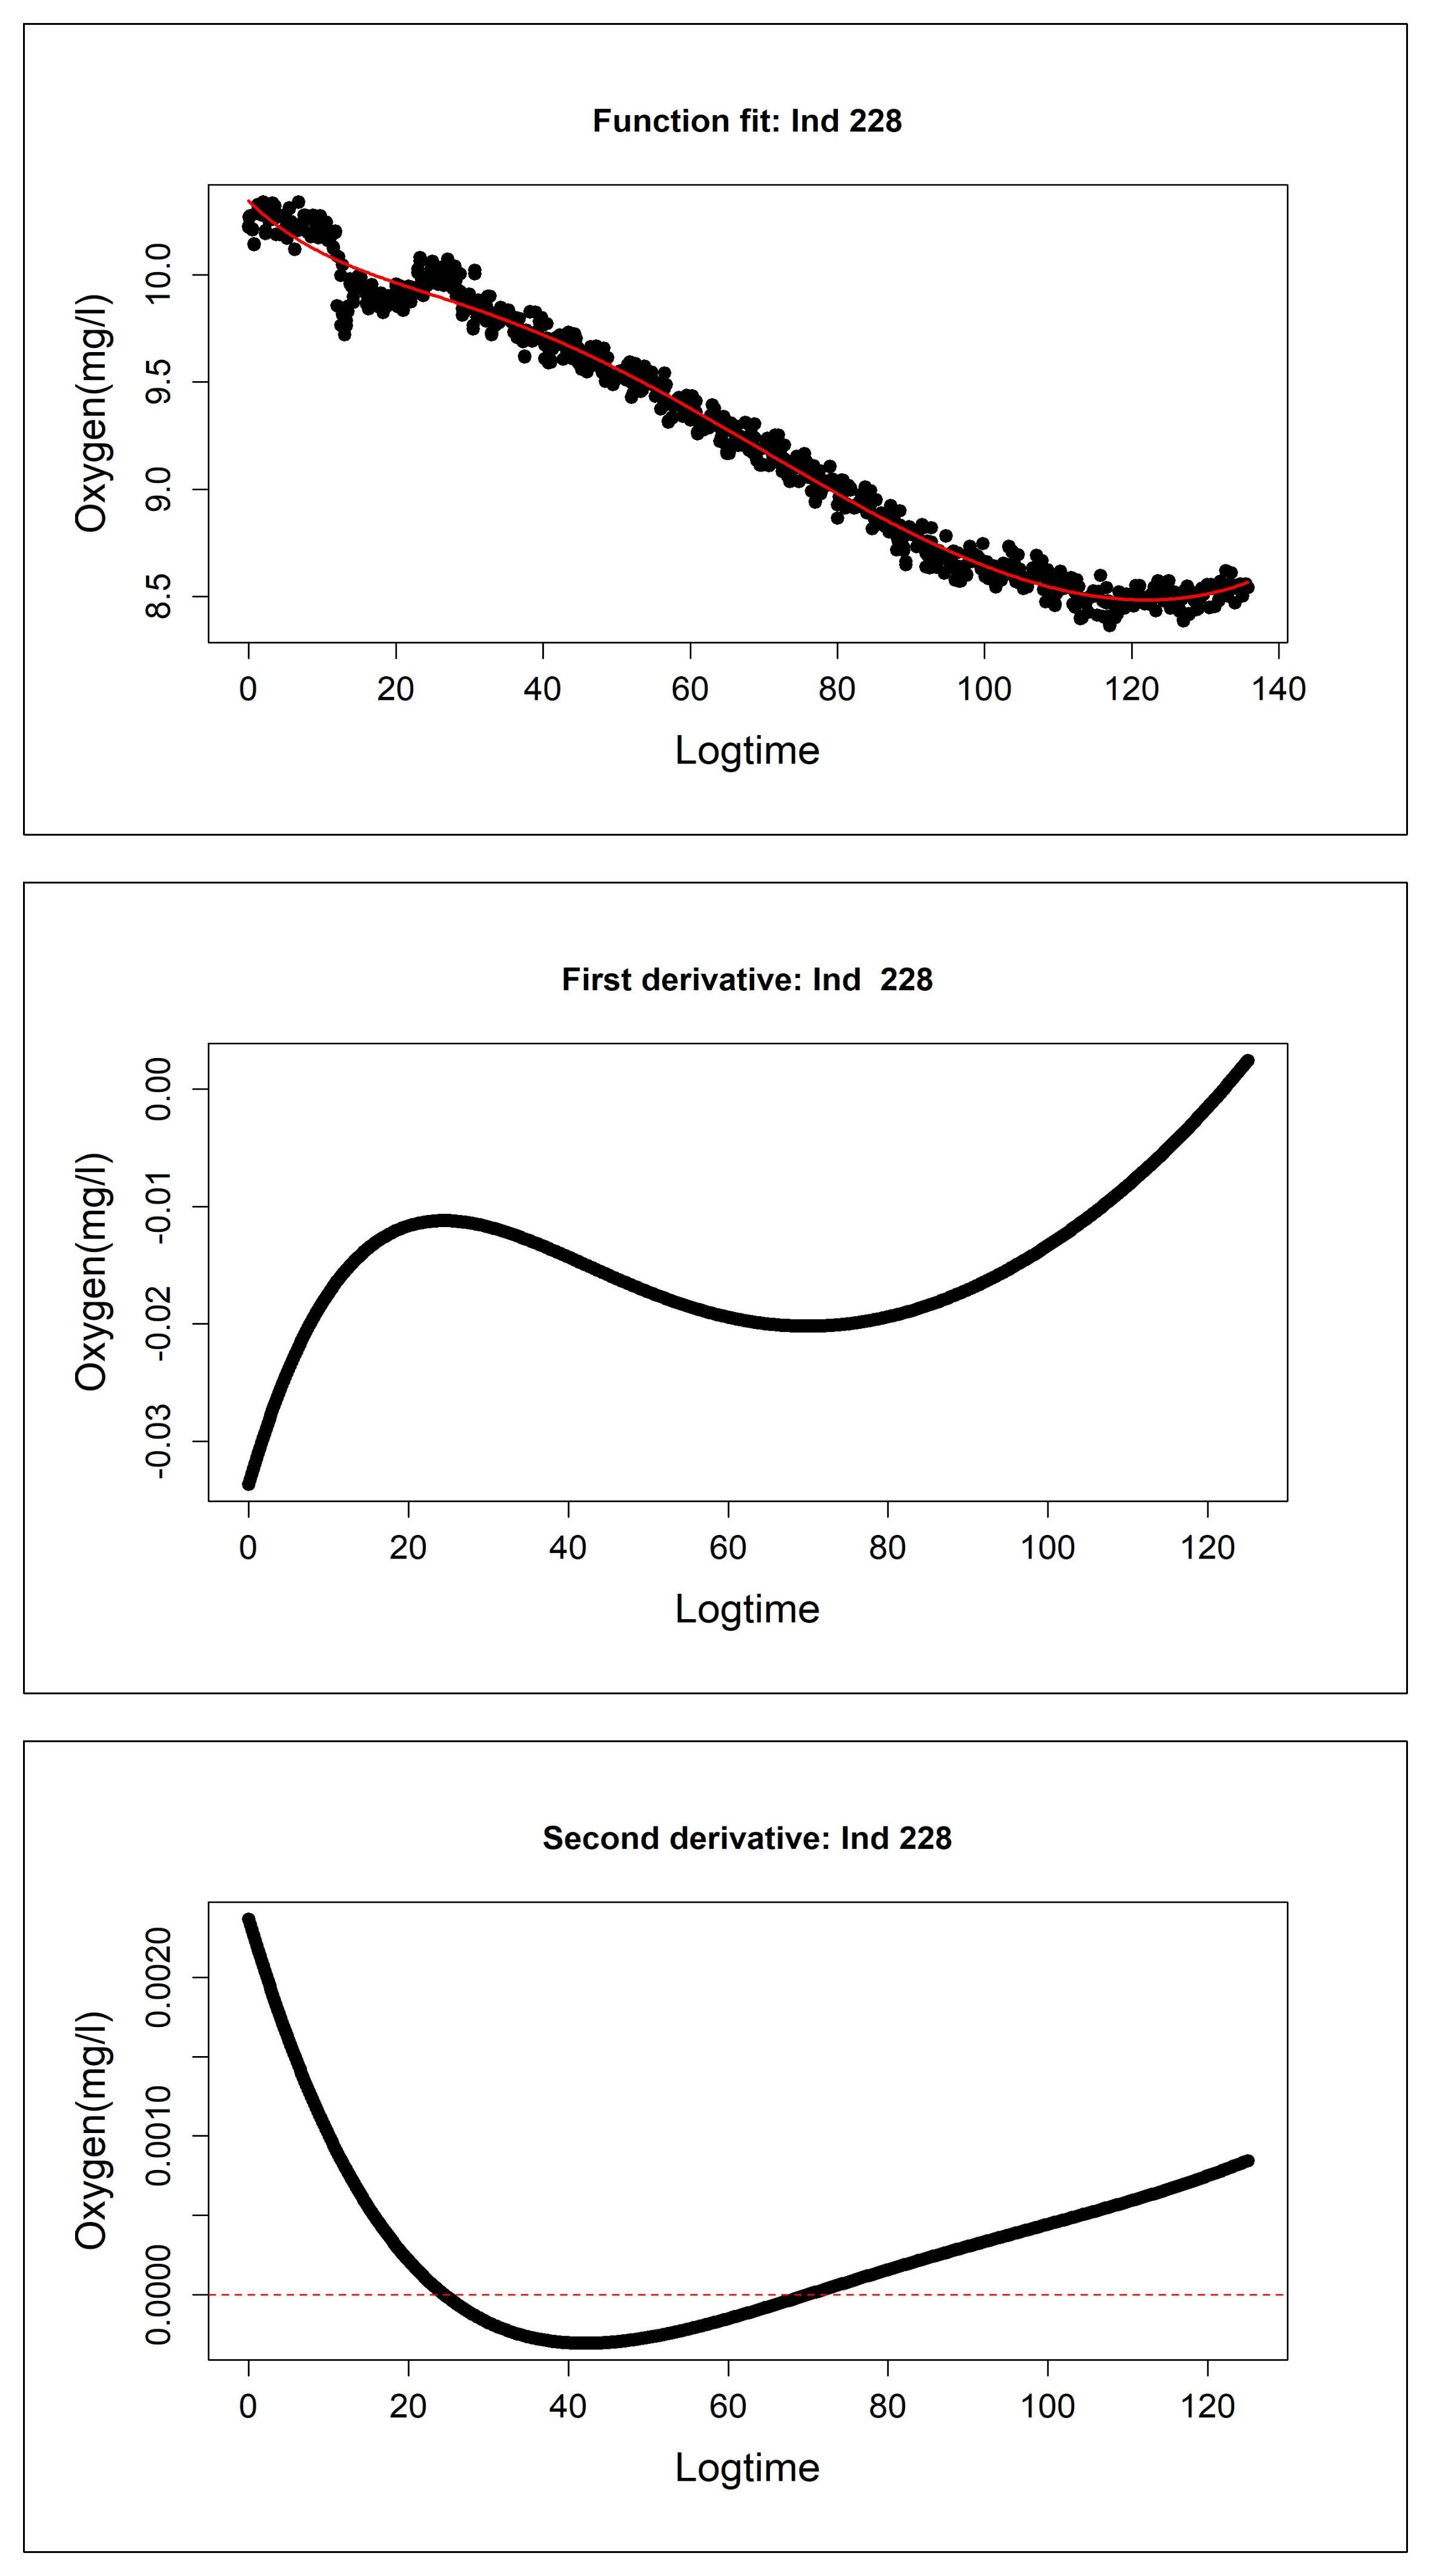 Function fit: Ind 228
Oxygen(mg/l)
10.0
9.5
9.0
8.5
0 20 40 60 80 100 120 140
Logtime
First derivative: Ind  228
Oxygen(mg/l)
0.00
-0.01
-0.02
-0.03
0 20 40 60 80 100 120
Logtime
Second derivative: Ind 228
Oxygen(mg/l)
0.0020
0.0010
0.0000
0 20 40 60 80 100 120
Logtime